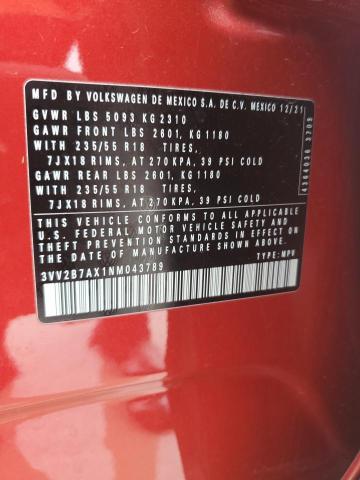 MFD BY VOLKSWAGEN DE MEXICO S.A. DE C.V. MEXICO 12/21
GVWR LBS 5093 KG 2310
GAWR FRONT LBS 2601, KG 1180
WITH 235/55 R18 TIRES,
7JX18 RIMS, AT 270 KPA, 39 PSI COLD
GAWR REAR LBS 2601, KG 1180
WITH 235/55 R18 TIRES,
7JX18 RIMS, AT 270 KPA, 39 PSI COLD
THIS VEHICLE CONFORMS TO ALL APPLICABLE
U.S. FEDERAL MOTOR VEHICLE SAFETY AND
THEFT PREVENTION STANDARDS IN EFFECT ON
THE DATE OF MANUFACTURE SHOWN ABOVE.
3VV2B7AX1NM043789 TYPE: MPV
4364036 3703